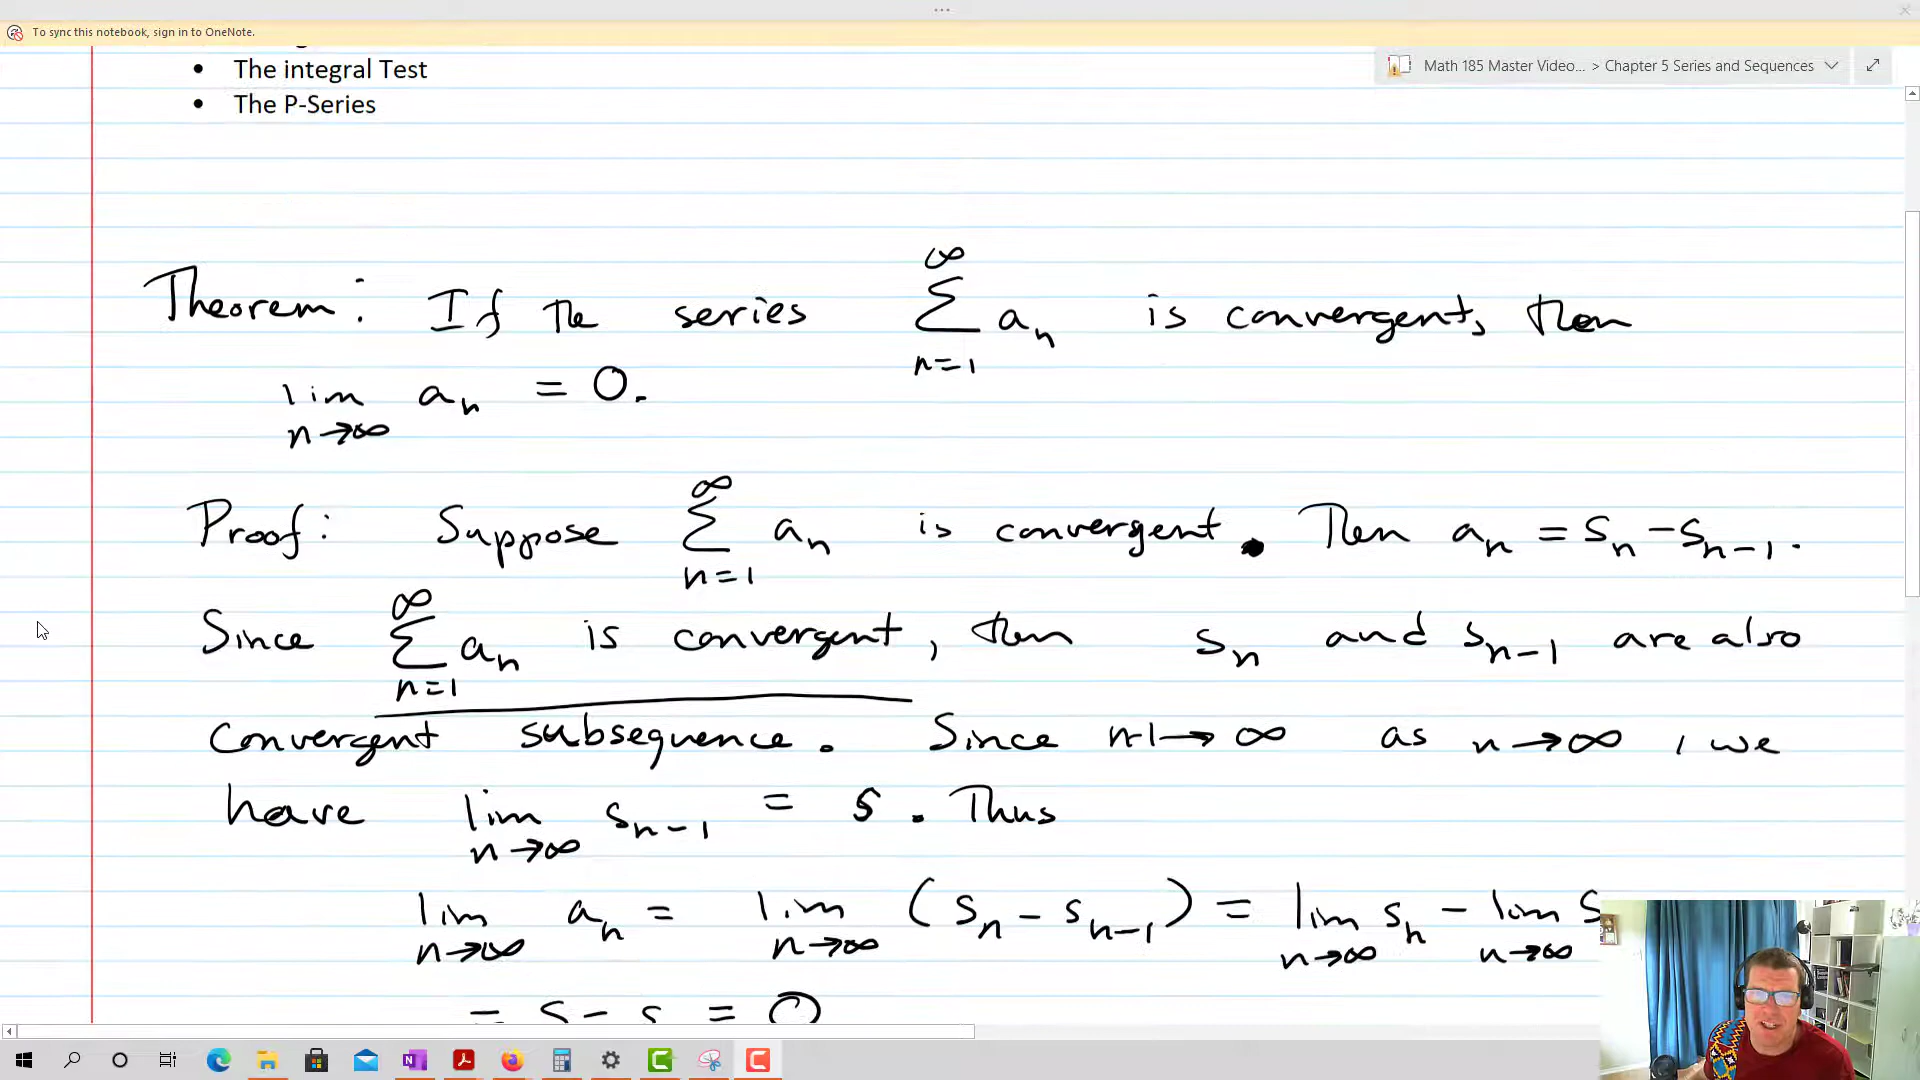 To sync this notebook, sign in to OneNote.
Math 185 Master Video... > Chapter 5 Series and Sequences
• The integral Test
• The P-Series
Theorem: If the series ∑_{n=1}^{∞} a_n is convergent, then
lim_{n→∞} a_n = 0.
Proof: Suppose ∑_{n=1}^{∞} a_n is convergent. Then a_n = S_n - S_{n-1}.
Since ∑_{n=1}^{∞} a_n is convergent, then s_n and s_{n-1} are also
convergent subsequence. Since n-1→∞ as n→∞, we
have lim_{n→∞} s_{n-1} = s. Thus
lim_{n→∞} a_n = lim_{n→∞} (s_n - s_{n-1}) = lim_{n→∞} s_n - lim_{n→∞} s
= s - s = 0